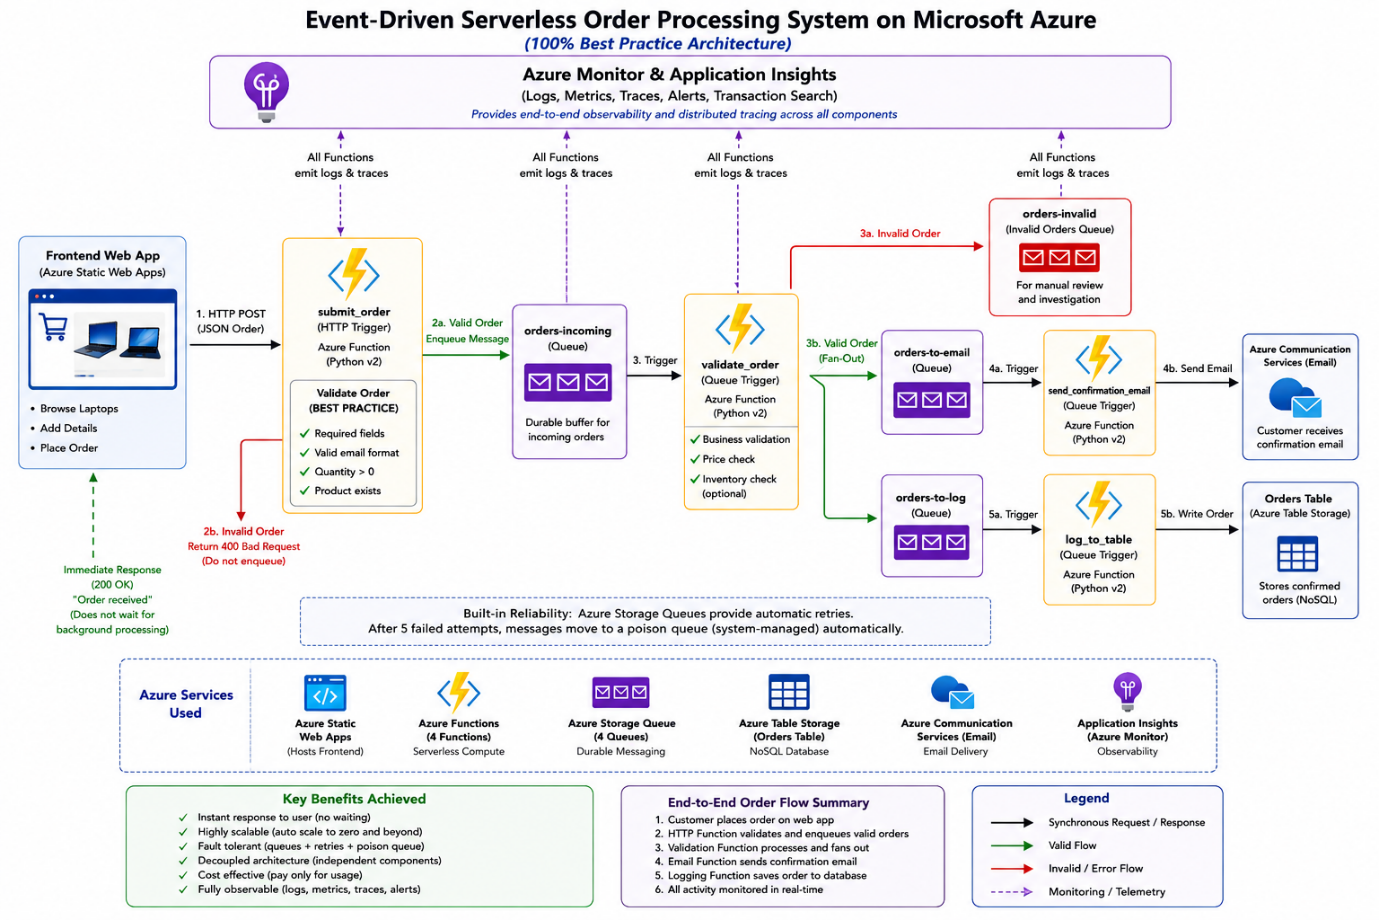 Event-Driven Serverless Order Processing System on Microsoft Azure
(100% Best Practice Architecture)
Azure Monitor & Application Insights
(Logs, Metrics, Traces, Alerts, Transaction Search)
Provides end-to-end observability and distributed tracing across all components
All Functions
emit logs & traces
All Functions
emit logs & traces
All Functions
emit logs & traces
All Functions
emit logs & traces
Frontend Web App
(Azure Static Web Apps)
• Browse Laptops
• Add Details
• Place Order
Immediate Response
(200 OK)
"Order received"
(Does not wait for
background processing)
1. HTTP POST
(JSON Order)
submit_order
(HTTP Trigger)
Azure Function
(Python v2)
Validate Order
(BEST PRACTICE)
✓ Required fields
✓ Valid email format
✓ Quantity > 0
✓ Product exists
2b. Invalid Order
Return 400 Bad Request
(Do not enqueue)
2a. Valid Order
Enqueue Message
orders-incoming
(Queue)
Durable buffer for
incoming orders
3. Trigger
validate_order
(Queue Trigger)
Azure Function
(Python v2)
✓ Business validation
✓ Price check
✓ Inventory check
(optional)
3a. Invalid Order
orders-invalid
(Invalid Orders Queue)
For manual review
and investigation
3b. Valid Order
(Fan-Out)
orders-to-email
(Queue)
4a. Trigger
send_confirmation_email
(Queue Trigger)
Azure Function
(Python v2)
4b. Send Email
Azure Communication
Services (Email)
Customer receives
confirmation email
orders-to-log
(Queue)
5a. Trigger
log_to_table
(Queue Trigger)
Azure Function
(Python v2)
5b. Write Order
Orders Table
(Azure Table Storage)
Stores confirmed
orders (NoSQL)
Built-in Reliability: Azure Storage Queues provide automatic retries.
After 5 failed attempts, messages move to a poison queue (system-managed) automatically.
Azure Services
Used
Azure Static
Web Apps
(Hosts Frontend)
Azure Functions
(4 Functions)
Serverless Compute
Azure Storage Queue
(4 Queues)
Durable Messaging
Azure Table Storage
(Orders Table)
NoSQL Database
Azure Communication
Services (Email)
Email Delivery
Application Insights
(Azure Monitor)
Observability
Key Benefits Achieved
✓ Instant response to user (no waiting)
✓ Highly scalable (auto scale to zero and beyond)
✓ Fault tolerant (queues + retries + poison queue)
✓ Decoupled architecture (independent components)
✓ Cost effective (pay only for usage)
✓ Fully observable (logs, metrics, traces, alerts)
End-to-End Order Flow Summary
1. Customer places order on web app
2. HTTP Function validates and enqueues valid orders
3. Validation Function processes and fans out
4. Email Function sends confirmation email
5. Logging Function saves order to database
6. All activity monitored in real-time
Legend
Synchronous Request / Response
Valid Flow
Invalid / Error Flow
Monitoring / Telemetry